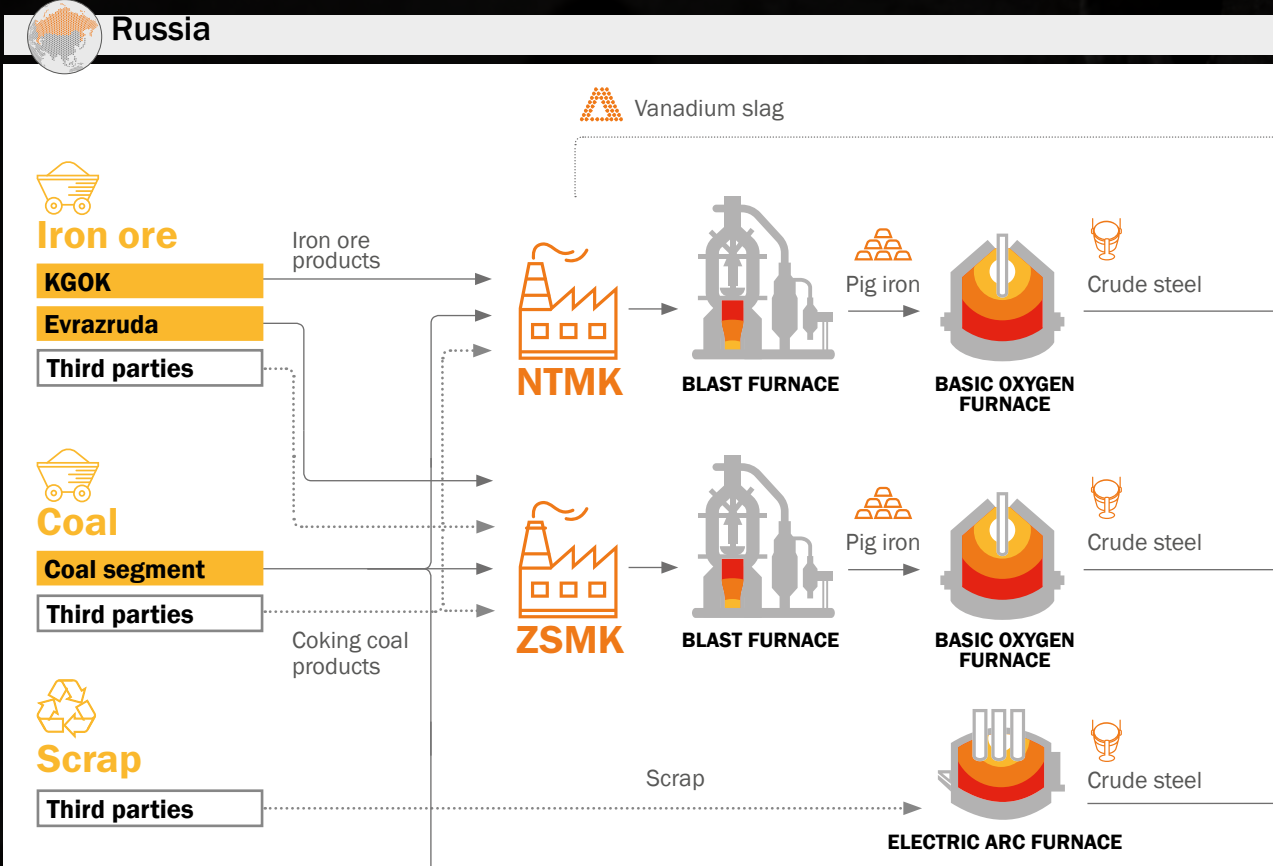 Russia
Vanadium slag
Iron ore
KGOK
Evrazruda
Third parties
Iron ore
products
NTMK
BLAST FURNACE
Pig iron
BASIC OXYGEN
FURNACE
Crude steel
Coal
Coal segment
Third parties
Coking coal
products
ZSMK
BLAST FURNACE
Pig iron
BASIC OXYGEN
FURNACE
Crude steel
Scrap
Third parties
Scrap
ELECTRIC ARC FURNACE
Crude steel